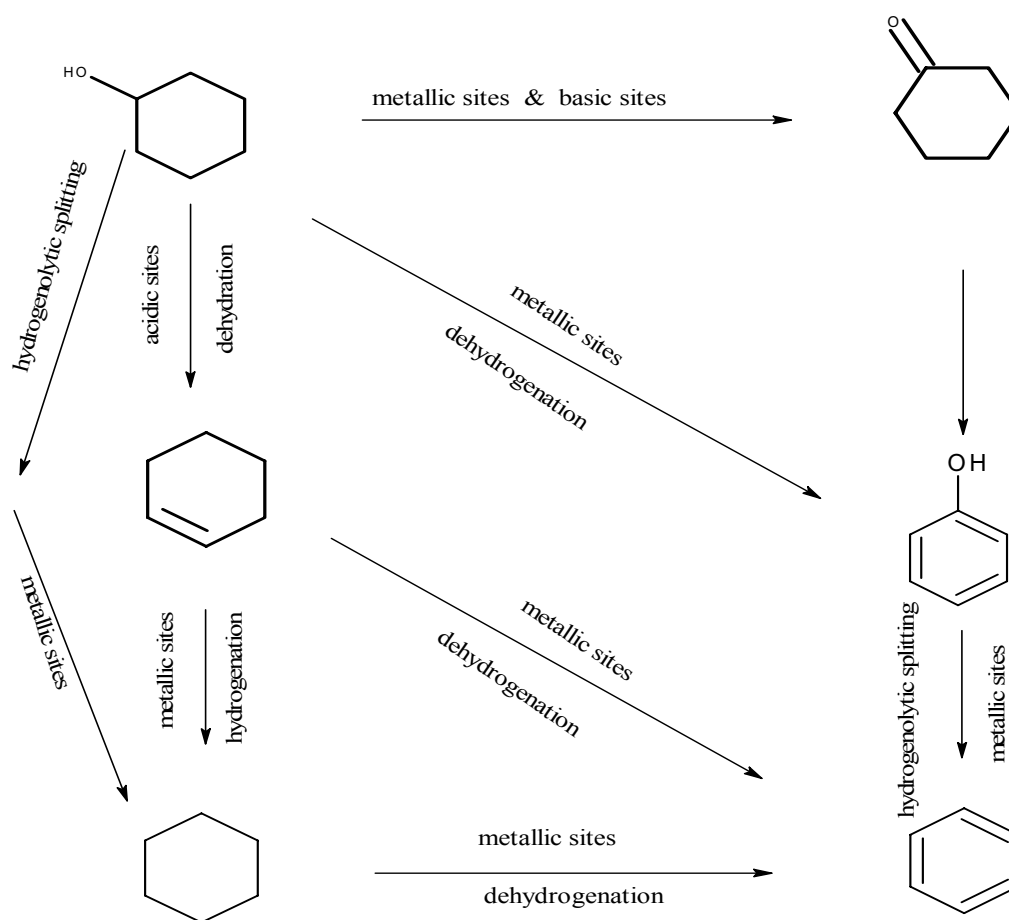 O
HO
metallic sites & basic sites
hydrogenolytic splitting
acidic sites
dehydration
metallic sites
dehydrogenation
OH
metallic sites
metallic sites
hydrogenation
metallic sites
dehydrogenation
hydrogenolytic splitting
metallic sites
metallic sites
dehydrogenation